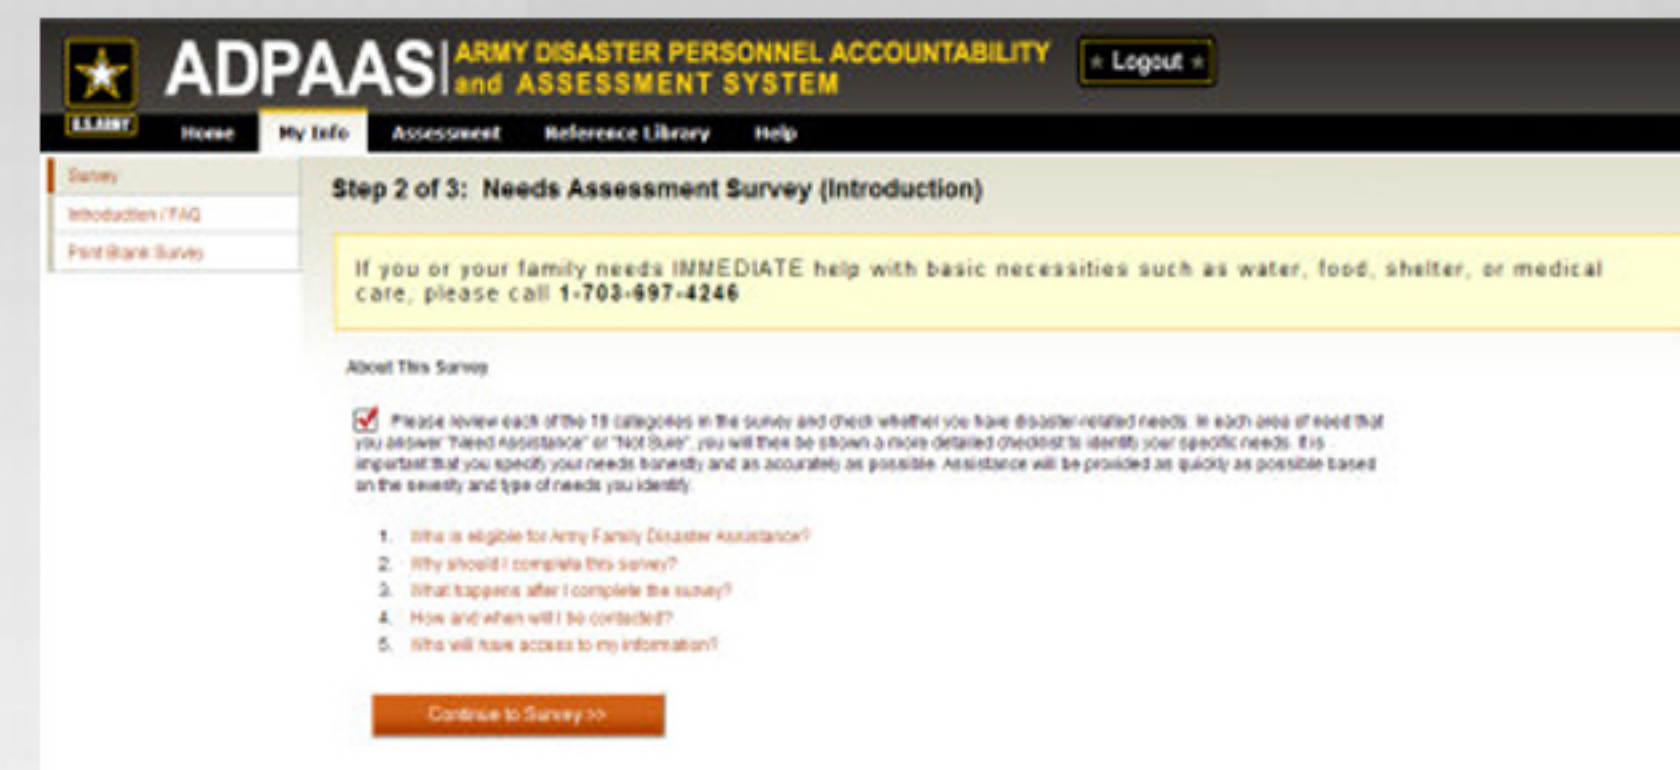 ADPAAS
ARMY DISASTER PERSONNEL ACCOUNTABILITY
and ASSESSMENT SYSTEM
★ Logout ★
U.S.ARMY
Home My Info Assessment Reference Library Help
Survey
Introduction / FAQ
Print Blank Survey
Step 2 of 3: Needs Assessment Survey (Introduction)
If you or your family needs IMMEDIATE help with basic necessities such as water, food, shelter, or medical
care, please call 1-703-697-4246
About This Survey
Please review each of the 19 categories in the survey and check whether you have disaster-related needs. In each area of need that
you answer "Need Assistance" or "Not Sure", you will then be shown a more detailed checklist to identify your specific needs. It is
important that you specify your needs honestly and as accurately as possible. Assistance will be provided as quickly as possible based
on the severity and type of needs you identify.
1. Who is eligible for Army Family Disaster Assistance?
2. Why should I complete this survey?
3. What happens after I complete the survey?
4. How and when will I be contacted?
5. Who will have access to my information?
Continue to Survey >>